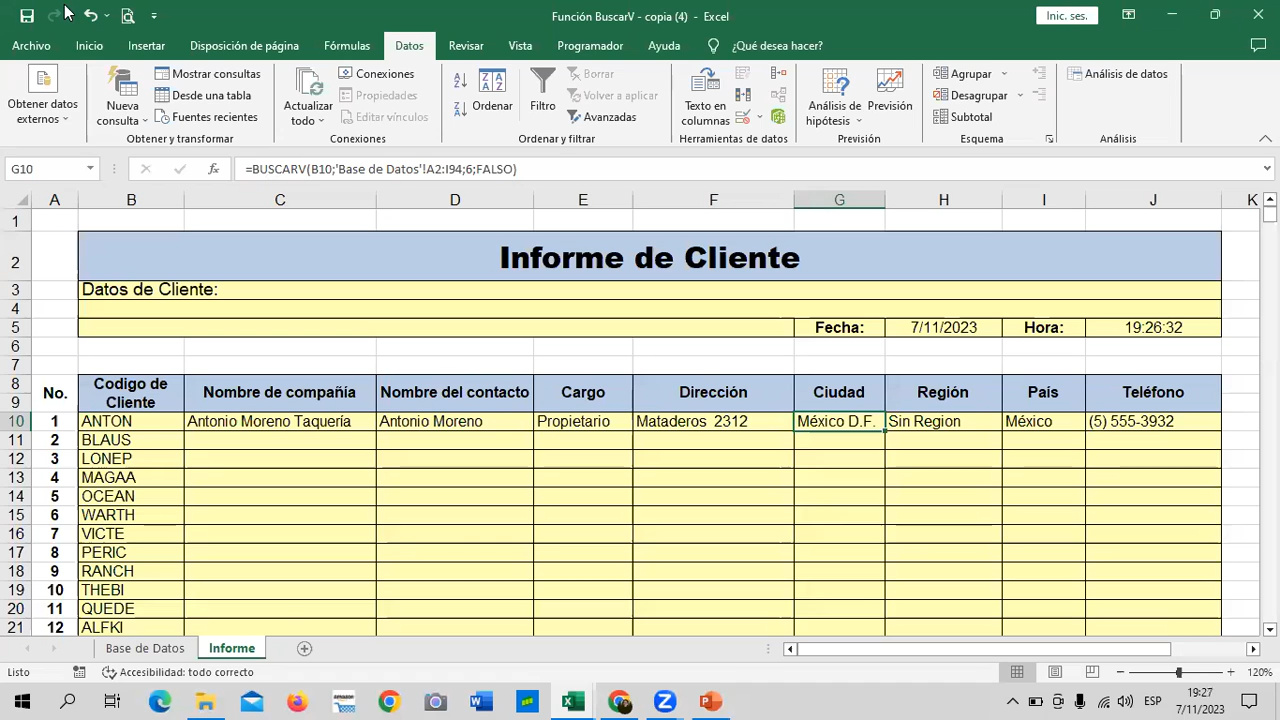 Función BuscarV - copia (4) - Excel
Inic. ses.
Archivo Inicio Insertar Disposición de página Fórmulas Datos Revisar Vista Programador Ayuda ¿Qué desea hacer?
Obtener datos externos
Nueva consulta
Mostrar consultas
Desde una tabla
Fuentes recientes
Obtener y transformar
Actualizar todo
Conexiones
Propiedades
Editar vínculos
Conexiones
Ordenar
Filtro
Borrar
Volver a aplicar
Avanzadas
Ordenar y filtrar
Texto en columnas
Herramientas de datos
Análisis de hipótesis
Previsión
Previsión
Agrupar
Desagrupar
Subtotal
Esquema
Análisis de datos
Análisis
G10 fx =BUSCARV(B10;'Base de Datos'!A2:I94;6;FALSO)
A B C D E F G H I J K
1
2 Informe de Cliente
3 Datos de Cliente:
4
5 Fecha: 7/11/2023 Hora: 19:26:32
6
7
8
9
No. Codigo de Cliente Nombre de compañía Nombre del contacto Cargo Dirección Ciudad Región País Teléfono
10 1 ANTON Antonio Moreno Taquería Antonio Moreno Propietario Mataderos 2312 México D.F. Sin Region México (5) 555-3932
11 2 BLAUS
12 3 LONEP
13 4 MAGAA
14 5 OCEAN
15 6 WARTH
16 7 VICTE
17 8 PERIC
18 9 RANCH
19 10 THEBI
20 11 QUEDE
21 12 ALFKI
Base de Datos Informe
Listo Accesibilidad: todo correcto 120%
ESP 19:27
7/11/2023